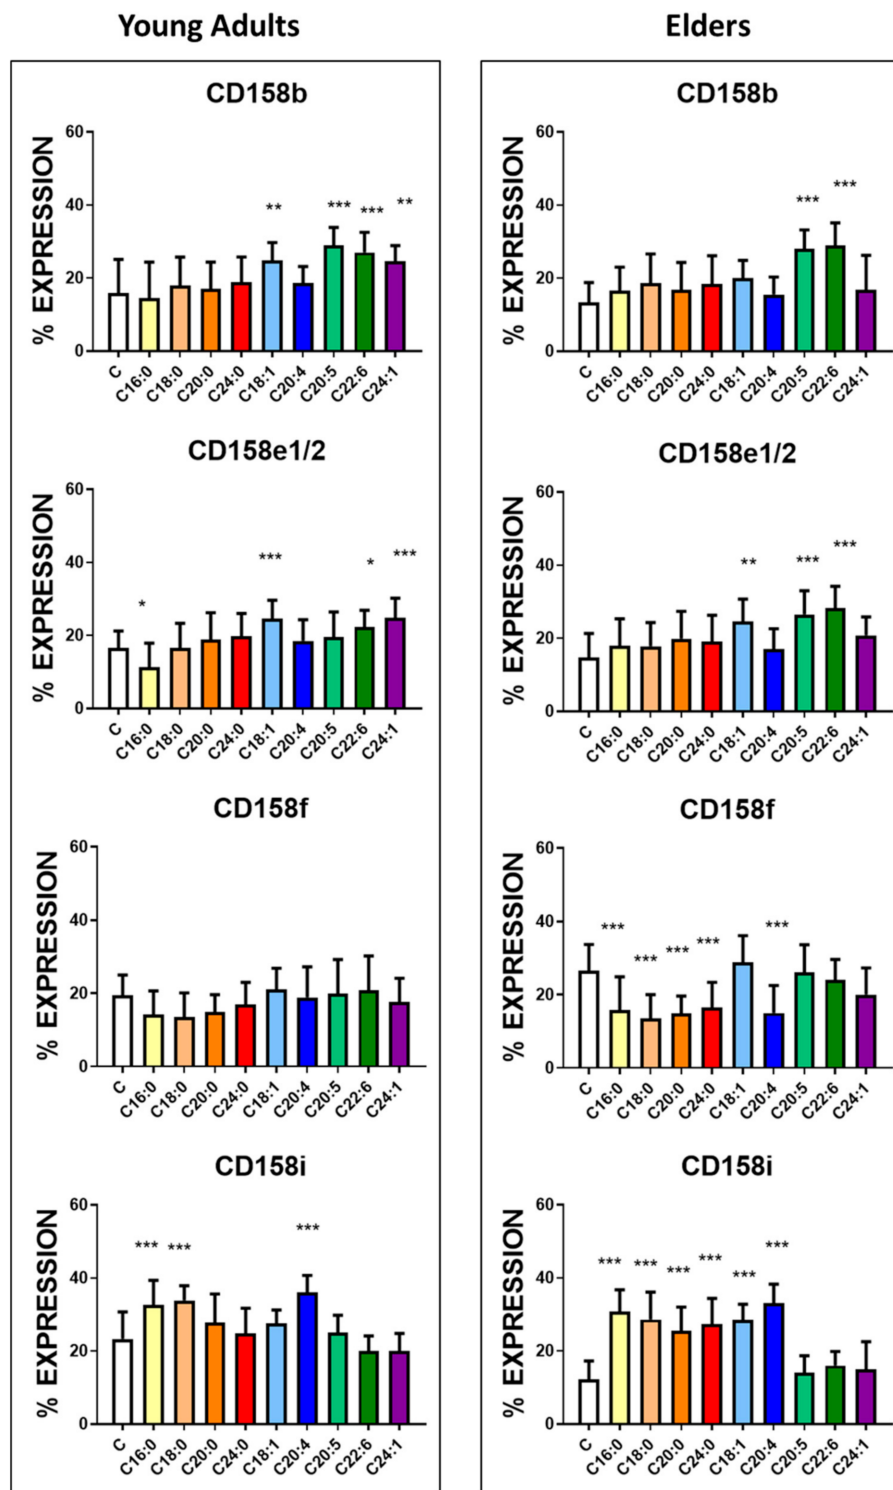 Young Adults
CD158b
% EXPRESSION
60
40
20
0
** *** *** **
C C16:0 C18:0 C20:0 C24:0 C18:1 C20:4 C20:5 C22:6 C24:1
CD158e1/2
% EXPRESSION
60
40
20
0
* *** * ***
C C16:0 C18:0 C20:0 C24:0 C18:1 C20:4 C20:5 C22:6 C24:1
CD158f
% EXPRESSION
60
40
20
0
C C16:0 C18:0 C20:0 C24:0 C18:1 C20:4 C20:5 C22:6 C24:1
CD158i
% EXPRESSION
60
40
20
0
*** *** ***
C C16:0 C18:0 C20:0 C24:0 C18:1 C20:4 C20:5 C22:6 C24:1
Elders
CD158b
% EXPRESSION
60
40
20
0
*** ***
C C16:0 C18:0 C20:0 C24:0 C18:1 C20:4 C20:5 C22:6 C24:1
CD158e1/2
% EXPRESSION
60
40
20
0
** *** ***
C C16:0 C18:0 C20:0 C24:0 C18:1 C20:4 C20:5 C22:6 C24:1
CD158f
% EXPRESSION
60
40
20
0
*** *** *** *** ***
C C16:0 C18:0 C20:0 C24:0 C18:1 C20:4 C20:5 C22:6 C24:1
CD158i
% EXPRESSION
60
40
20
0
*** *** *** *** *** ***
C C16:0 C18:0 C20:0 C24:0 C18:1 C20:4 C20:5 C22:6 C24:1